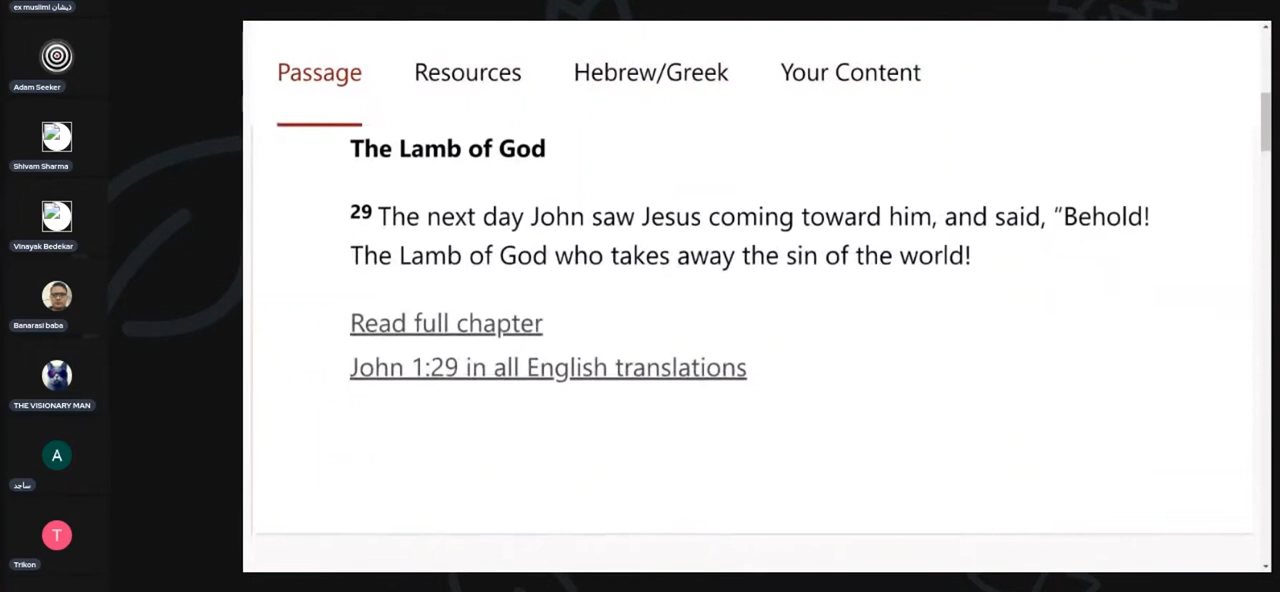 ex muslim ذیشان
Adam Seeker
Shivam Sharma
Vinayak Bedekar
Banarasi baba
THE VISIONARY MAN
A
ساجد
T
Trikon
Passage Resources Hebrew/Greek Your Content
The Lamb of God
29 The next day John saw Jesus coming toward him, and said, “Behold!
The Lamb of God who takes away the sin of the world!
Read full chapter
John 1:29 in all English translations